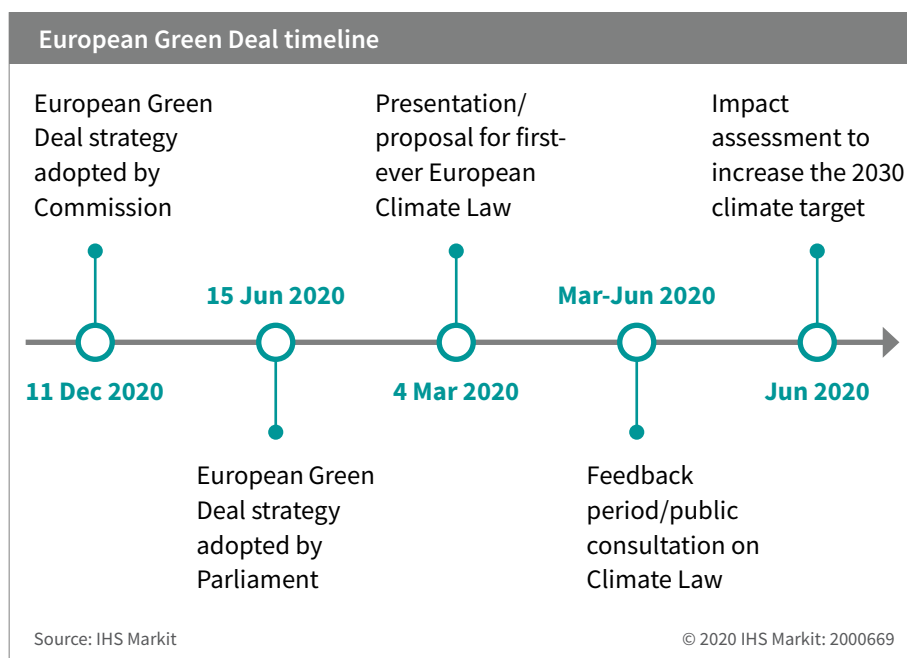 European Green Deal timeline
European Green
Deal strategy
adopted by
Commission
Presentation/
proposal for first-
ever European
Climate Law
Impact
assessment to
increase the 2030
climate target
15 Jun 2020
Mar-Jun 2020
11 Dec 2020
4 Mar 2020
Jun 2020
European Green
Deal strategy
adopted by
Parliament
Feedback
period/public
consultation on
Climate Law
Source: IHS Markit
© 2020 IHS Markit: 2000669